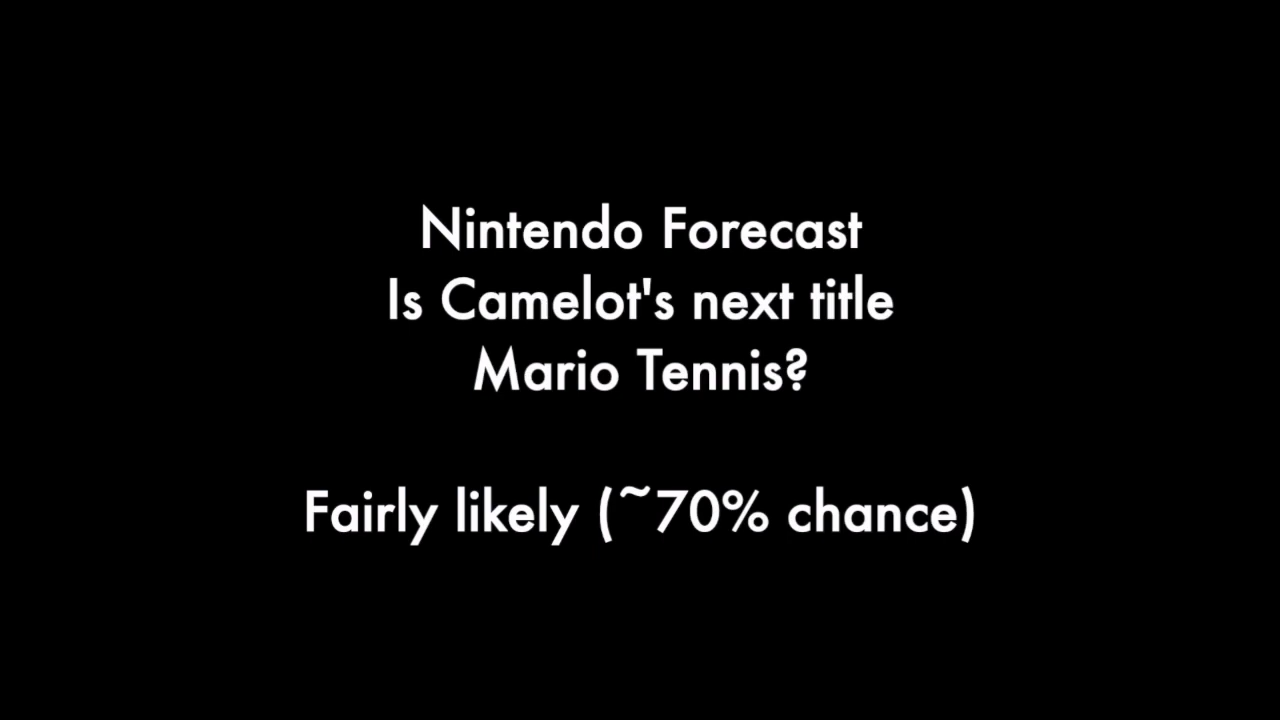 Nintendo Forecast
Is Camelot's next title
Mario Tennis?
Fairly likely (~70% chance)